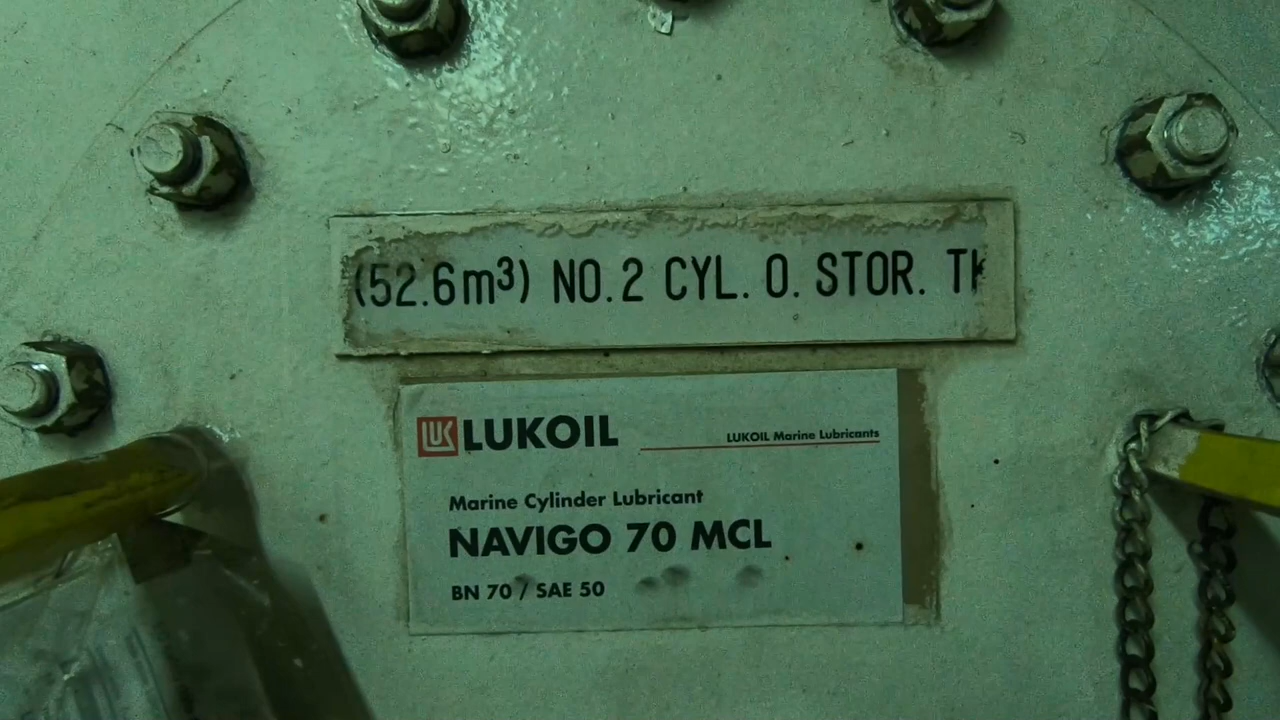 (52.6m³) NO.2 CYL. O. STOR. TK
LUK LUKOIL
LUKOIL Marine Lubricants
Marine Cylinder Lubricant
NAVIGO 70 MCL
BN 70 / SAE 50